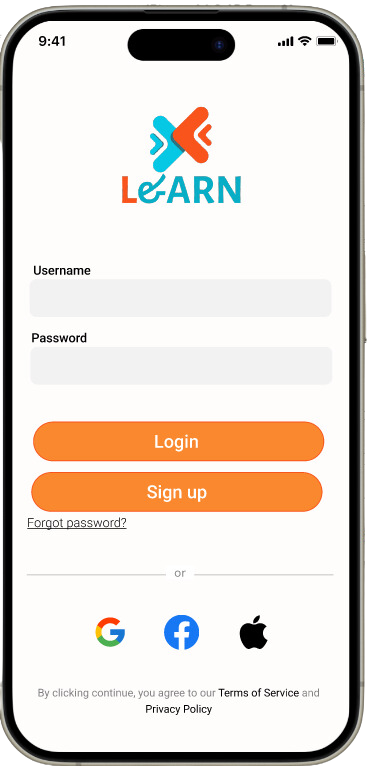 9:41
LeARN
Username
Password
Login
Sign up
Forgot password?
or
By clicking continue, you agree to our Terms of Service and
Privacy Policy